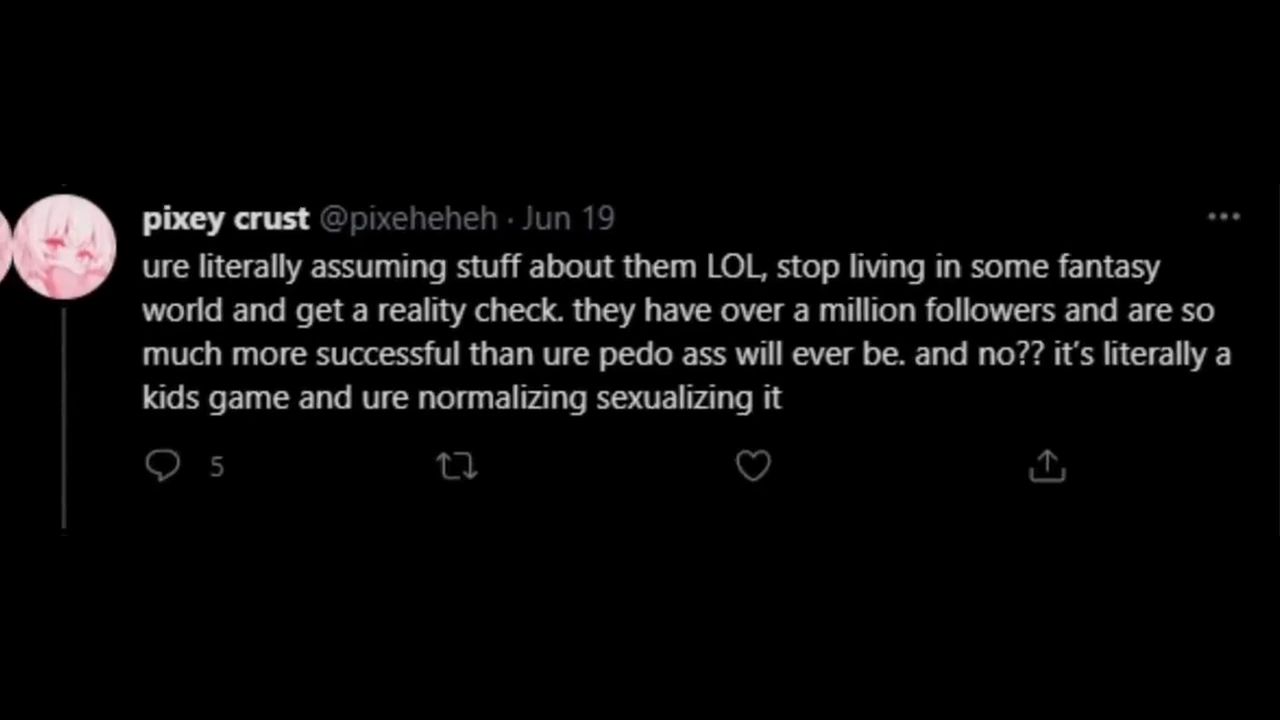 pixey crust @pixeheheh · Jun 19
ure literally assuming stuff about them LOL, stop living in some fantasy
world and get a reality check. they have over a million followers and are so
much more successful than ure pedo ass will ever be. and no?? it's literally a
kids game and ure normalizing sexualizing it
5